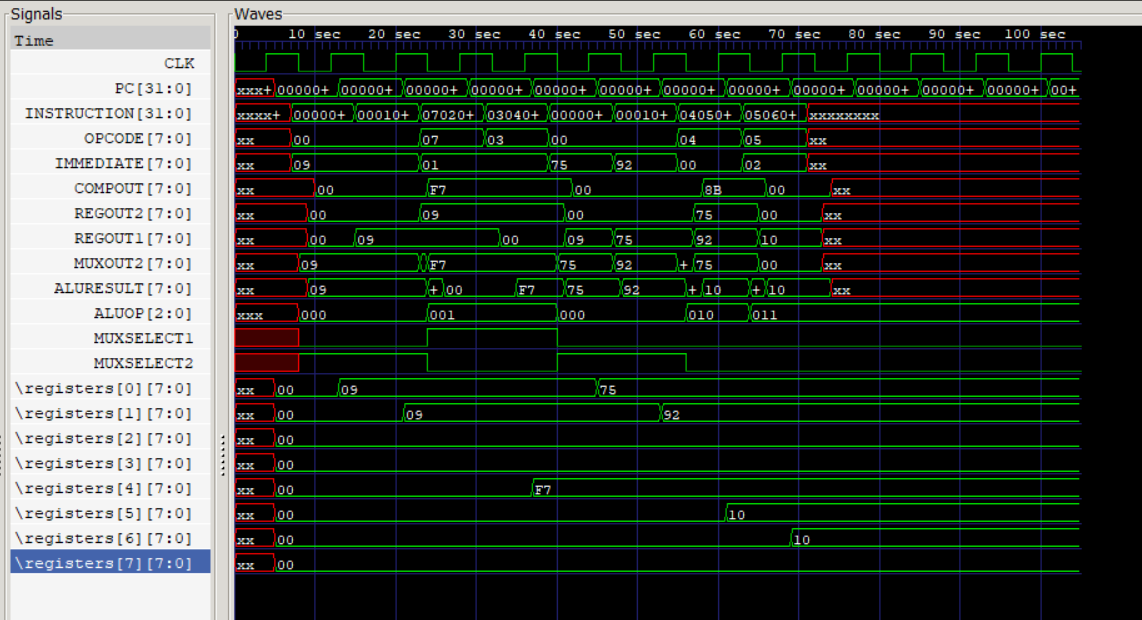 Signals Waves
Time 0 10 sec 20 sec 30 sec 40 sec 50 sec 60 sec 70 sec 80 sec 90 sec 100 sec
CLK
PC[31:0] xxx+ 00000+ 00000+ 00000+ 00000+ 00000+ 00000+ 00000+ 00000+ 00000+ 00000+ 00000+ 00000+ 00+
INSTRUCTION[31:0] xxxx+ 00000+ 00010+ 07020+ 03040+ 00000+ 00010+ 04050+ 05060+ xxxxxxxx
OPCODE[7:0] xx 00 07 03 00 04 05 xx
IMMEDIATE[7:0] xx 09 01 75 92 00 02 xx
COMPOUT[7:0] xx 00 F7 00 8B 00 xx
REGOUT2[7:0] xx 00 09 00 75 00 xx
REGOUT1[7:0] xx 00 09 00 09 75 92 10 xx
MUXOUT2[7:0] xx 09 F7 75 92 + 75 00 xx
ALURESULT[7:0] xx 09 + 00 F7 75 92 + 10 + 10 xx
ALUOP[2:0] xxx 000 001 000 010 011
MUXSELECT1
MUXSELECT2
\registers[0][7:0] xx 00 09 75
\registers[1][7:0] xx 00 09 92
\registers[2][7:0] xx 00
\registers[3][7:0] xx 00
\registers[4][7:0] xx 00 F7
\registers[5][7:0] xx 00 10
\registers[6][7:0] xx 00 10
\registers[7][7:0] xx 00